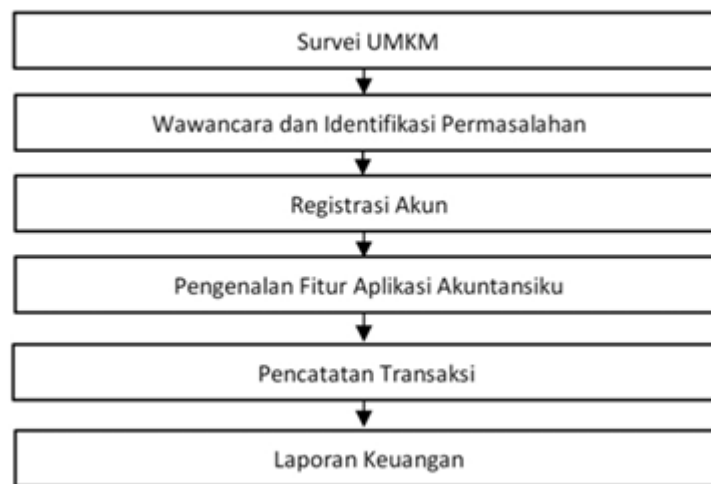 Survei UMKM
Wawancara dan Identifikasi Permasalahan
Registrasi Akun
Pengenalan Fitur Aplikasi Akuntansiku
Pencatatan Transaksi
Laporan Keuangan